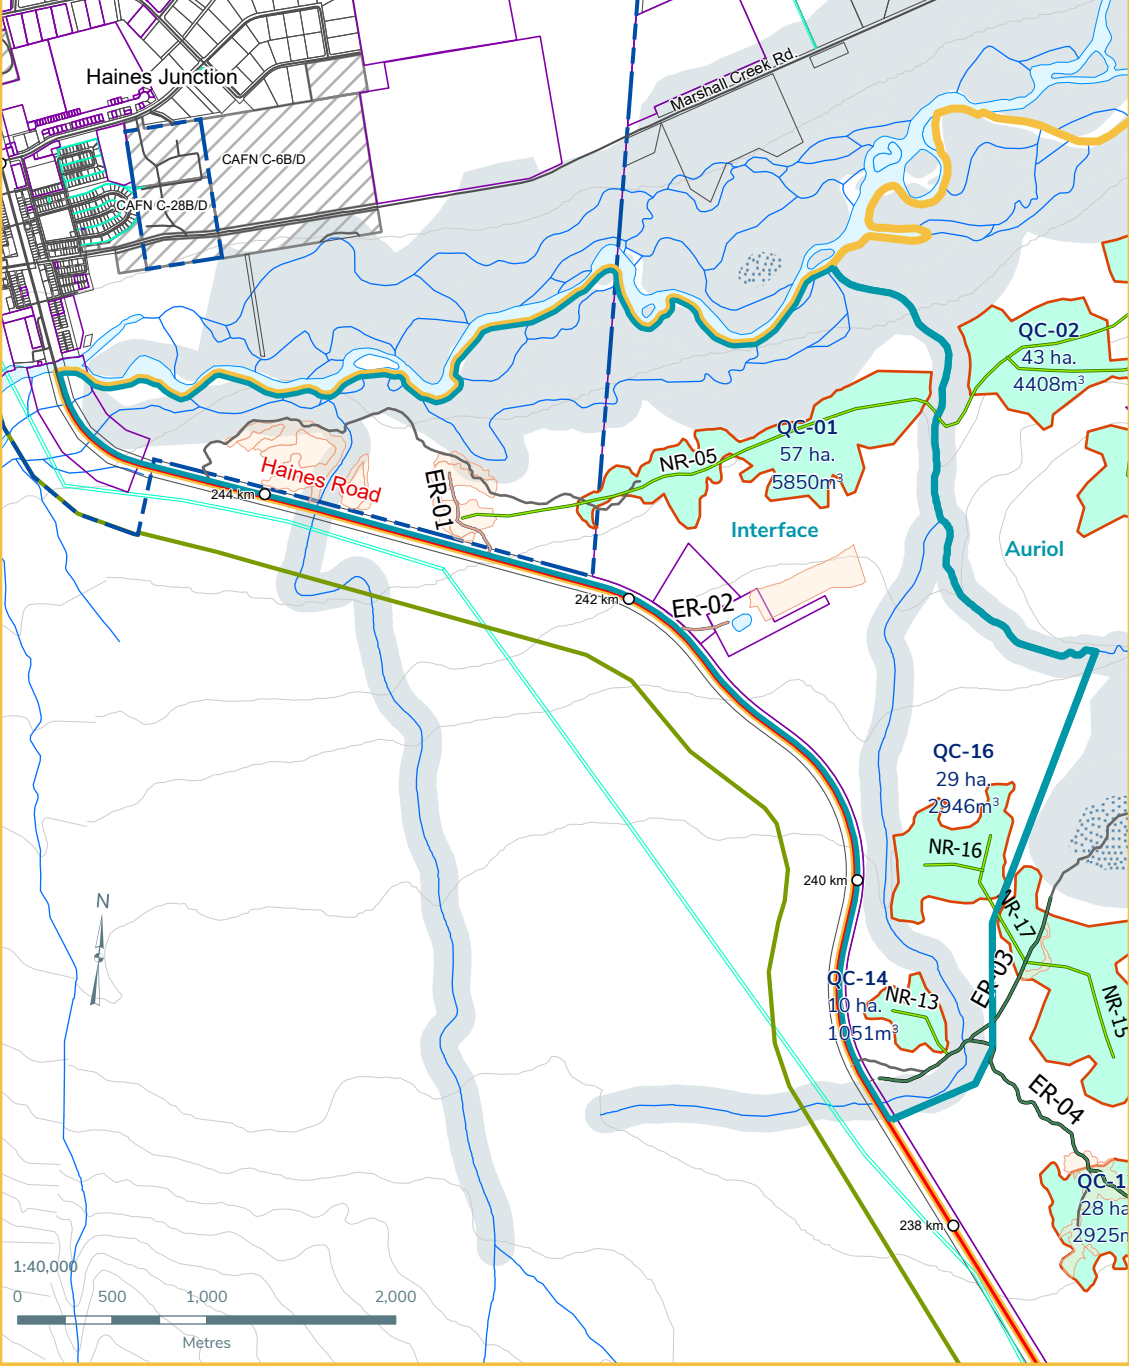 Haines Junction
Marshall Creek Rd.
CAFN C-6B/D
CAFN C-28B/D
QC-02
43 ha.
4408m³
QC-01
57 ha.
5850m³
NR-05
Haines Road
ER-01
244 km
Interface
Auriol
242 km
ER-02
QC-16
29 ha.
2946m³
NR-16
240 km
NR-17
N
ER-03
QC-14
10 ha.
1051m³
NR-13
NR-15
ER-04
QC-1
28 ha
2925m
238 km
1:40,000
0 500 1,000 2,000
Metres